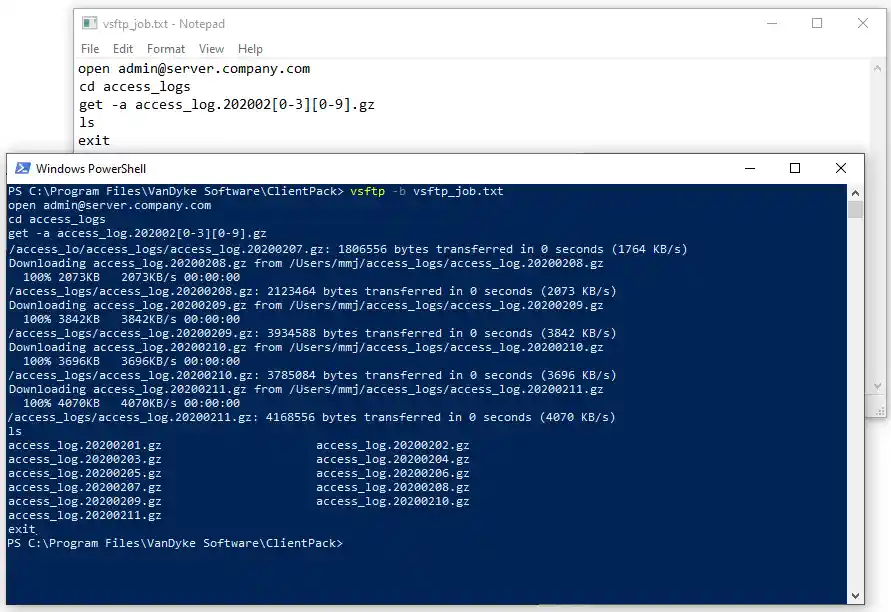 vsftp_job.txt - Notepad
File Edit Format View Help
open admin@server.company.com
cd access_logs
get -a access_log.202002[0-3][0-9].gz
ls
exit
Windows PowerShell
PS C:\Program Files\VanDyke Software\ClientPack> vsftp -b vsftp_job.txt
open admin@server.company.com
cd access_logs
get -a access_log.202002[0-3][0-9].gz
/access_lo/access_logs/access_log.20200207.gz: 1806556 bytes transferred in 0 seconds (1764 KB/s)
Downloading access_log.20200208.gz from /Users/mmj/access_logs/access_log.20200208.gz
100% 2073KB 2073KB/s 00:00:00
/access_logs/access_log.20200208.gz: 2123464 bytes transferred in 0 seconds (2073 KB/s)
Downloading access_log.20200209.gz from /Users/mmj/access_logs/access_log.20200209.gz
100% 3842KB 3842KB/s 00:00:00
/access_logs/access_log.20200209.gz: 3934588 bytes transferred in 0 seconds (3842 KB/s)
Downloading access_log.20200210.gz from /Users/mmj/access_logs/access_log.20200210.gz
100% 3696KB 3696KB/s 00:00:00
/access_logs/access_log.20200210.gz: 3785084 bytes transferred in 0 seconds (3696 KB/s)
Downloading access_log.20200211.gz from /Users/mmj/access_logs/access_log.20200211.gz
100% 4070KB 4070KB/s 00:00:00
/access_logs/access_log.20200211.gz: 4168556 bytes transferred in 0 seconds (4070 KB/s)
ls
access_log.20200201.gz access_log.20200202.gz
access_log.20200203.gz access_log.20200204.gz
access_log.20200205.gz access_log.20200206.gz
access_log.20200207.gz access_log.20200208.gz
access_log.20200209.gz access_log.20200210.gz
access_log.20200211.gz
exit
PS C:\Program Files\VanDyke Software\ClientPack>